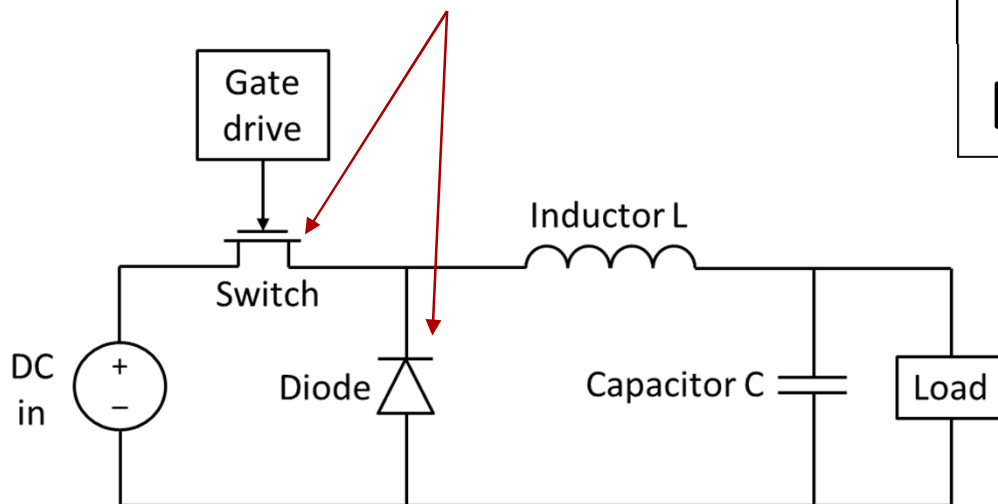 Gate
drive
Inductor L
Switch
DC
in
+
−
Diode
Capacitor C
Load